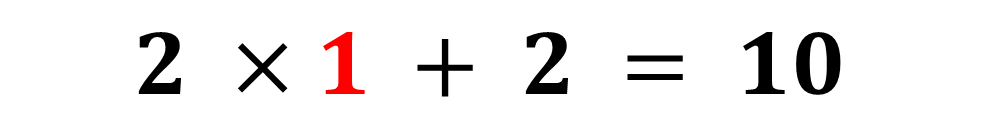 2 × 1 + 2 = 10